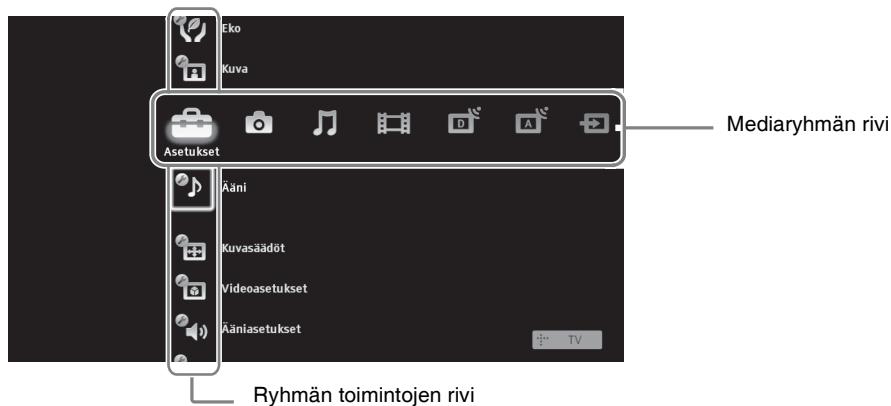 Eko
Kuva
Mediaryhmän rivi
Asetukset
Ääni
Kuvasäädöt
Videoasetukset
Ääniasetukset
TV
Ryhmän toimintojen rivi